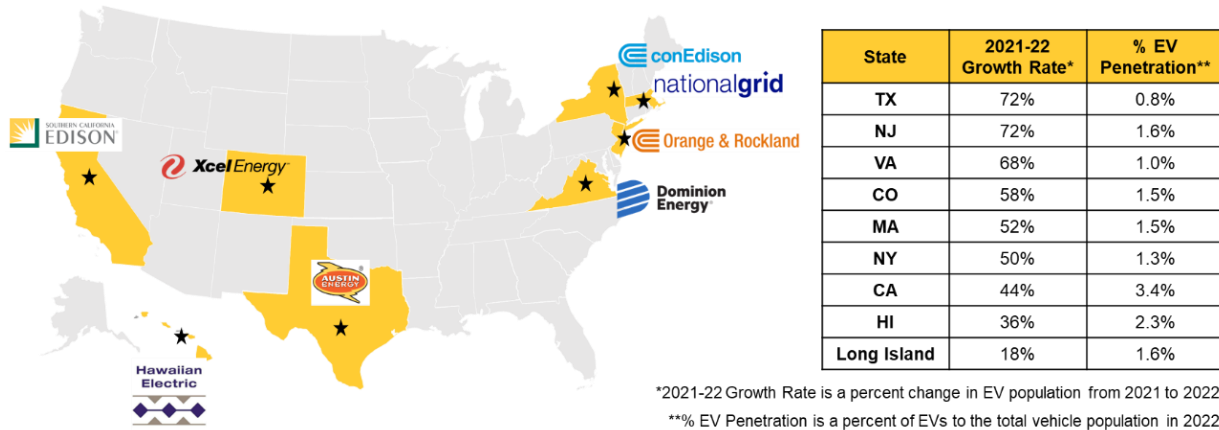 conEdison
nationalgrid
SOUTHERN CALIFORNIA
EDISON
Xcel Energy
Orange & Rockland
Dominion
Energy®
AUSTIN
ENERGY
Hawaiian
Electric
State 2021-22 Growth Rate* % EV Penetration**
TX 72% 0.8%
NJ 72% 1.6%
VA 68% 1.0%
CO 58% 1.5%
MA 52% 1.5%
NY 50% 1.3%
CA 44% 3.4%
HI 36% 2.3%
Long Island 18% 1.6%
*2021-22 Growth Rate is a percent change in EV population from 2021 to 2022
**% EV Penetration is a percent of EVs to the total vehicle population in 2022